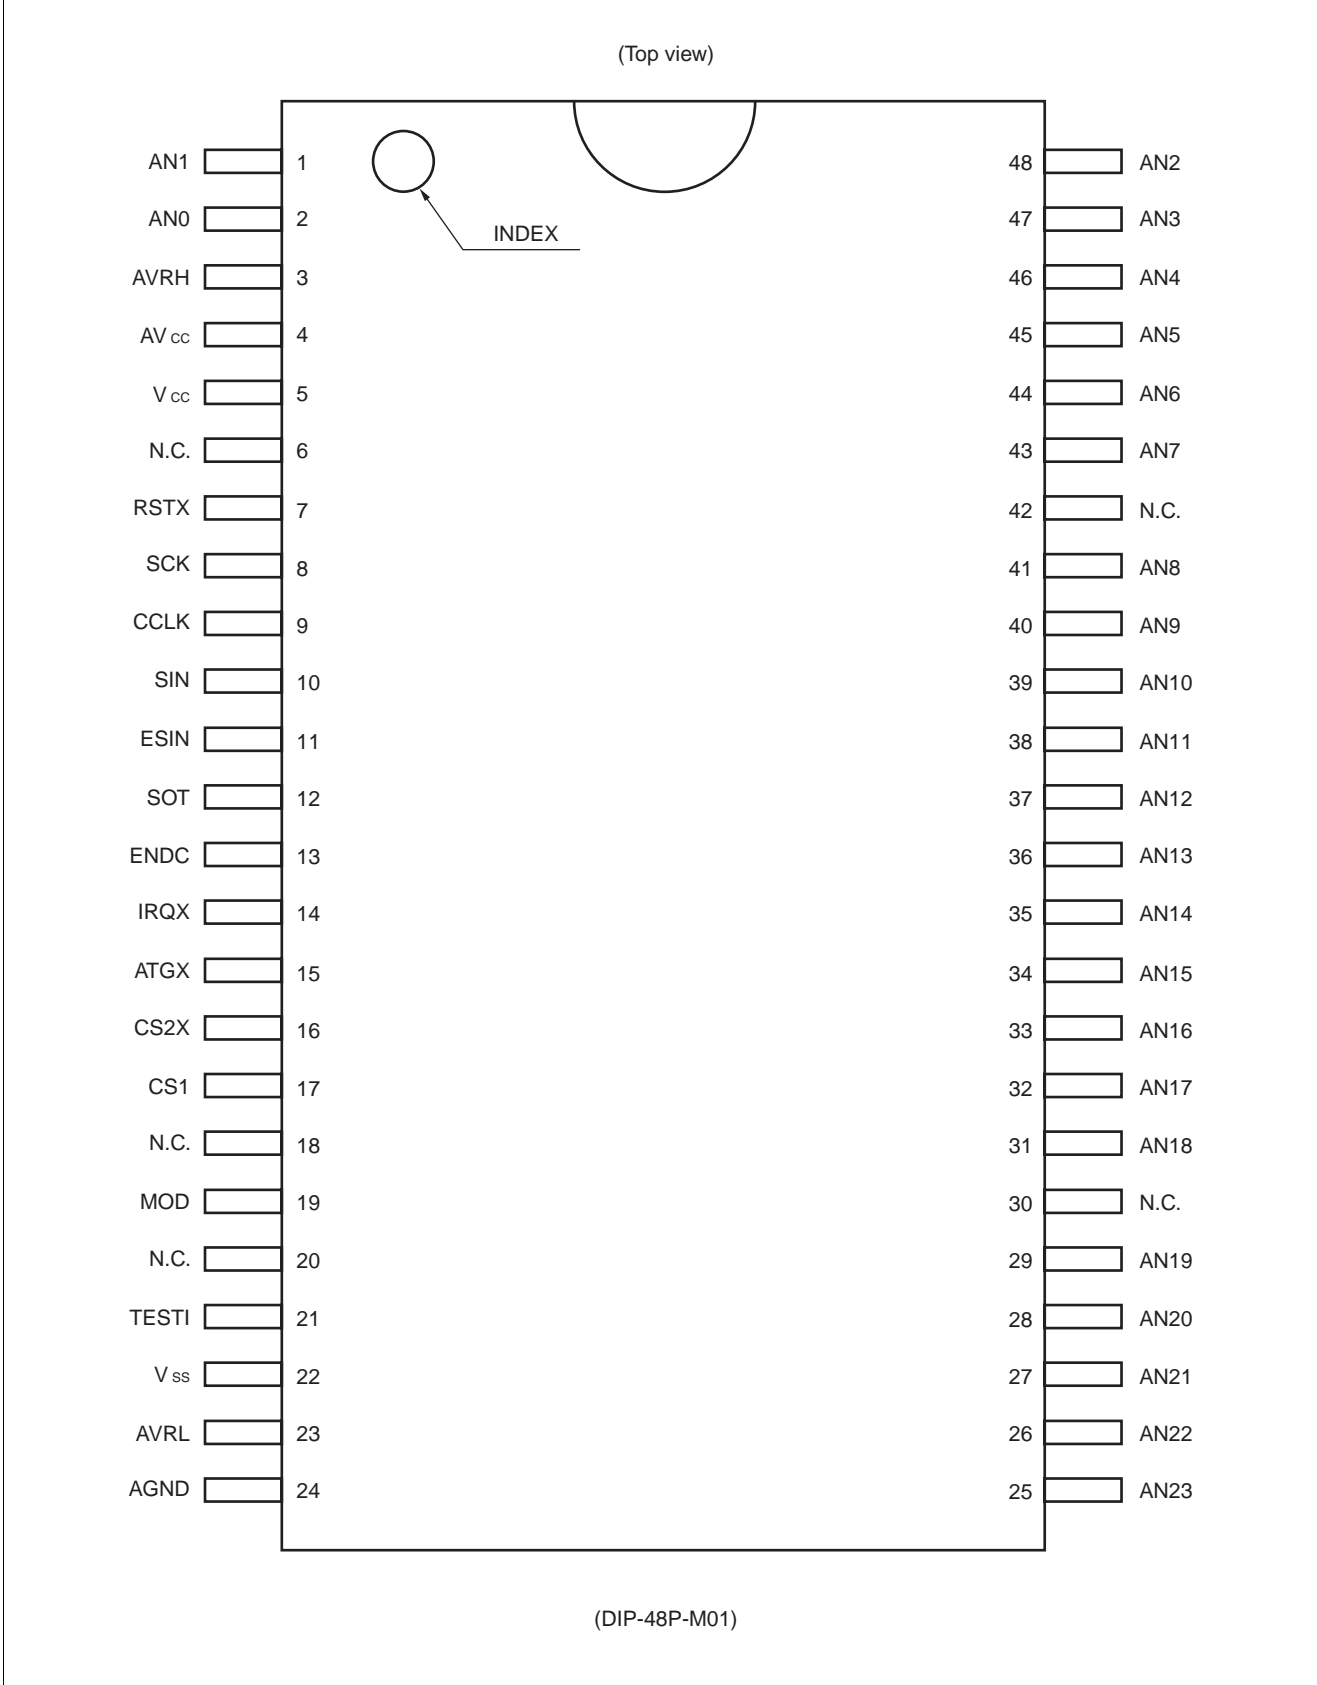 (Top view)
AN1 1 48 AN2
AN0 2 47 AN3
INDEX
AVRH 3 46 AN4
AVCC 4 45 AN5
VCC 5 44 AN6
N.C. 6 43 AN7
RSTX 7 42 N.C.
SCK 8 41 AN8
CCLK 9 40 AN9
SIN 10 39 AN10
ESIN 11 38 AN11
SOT 12 37 AN12
ENDC 13 36 AN13
IRQX 14 35 AN14
ATGX 15 34 AN15
CS2X 16 33 AN16
CS1 17 32 AN17
N.C. 18 31 AN18
MOD 19 30 N.C.
N.C. 20 29 AN19
TESTI 21 28 AN20
VSS 22 27 AN21
AVRL 23 26 AN22
AGND 24 25 AN23
(DIP-48P-M01)